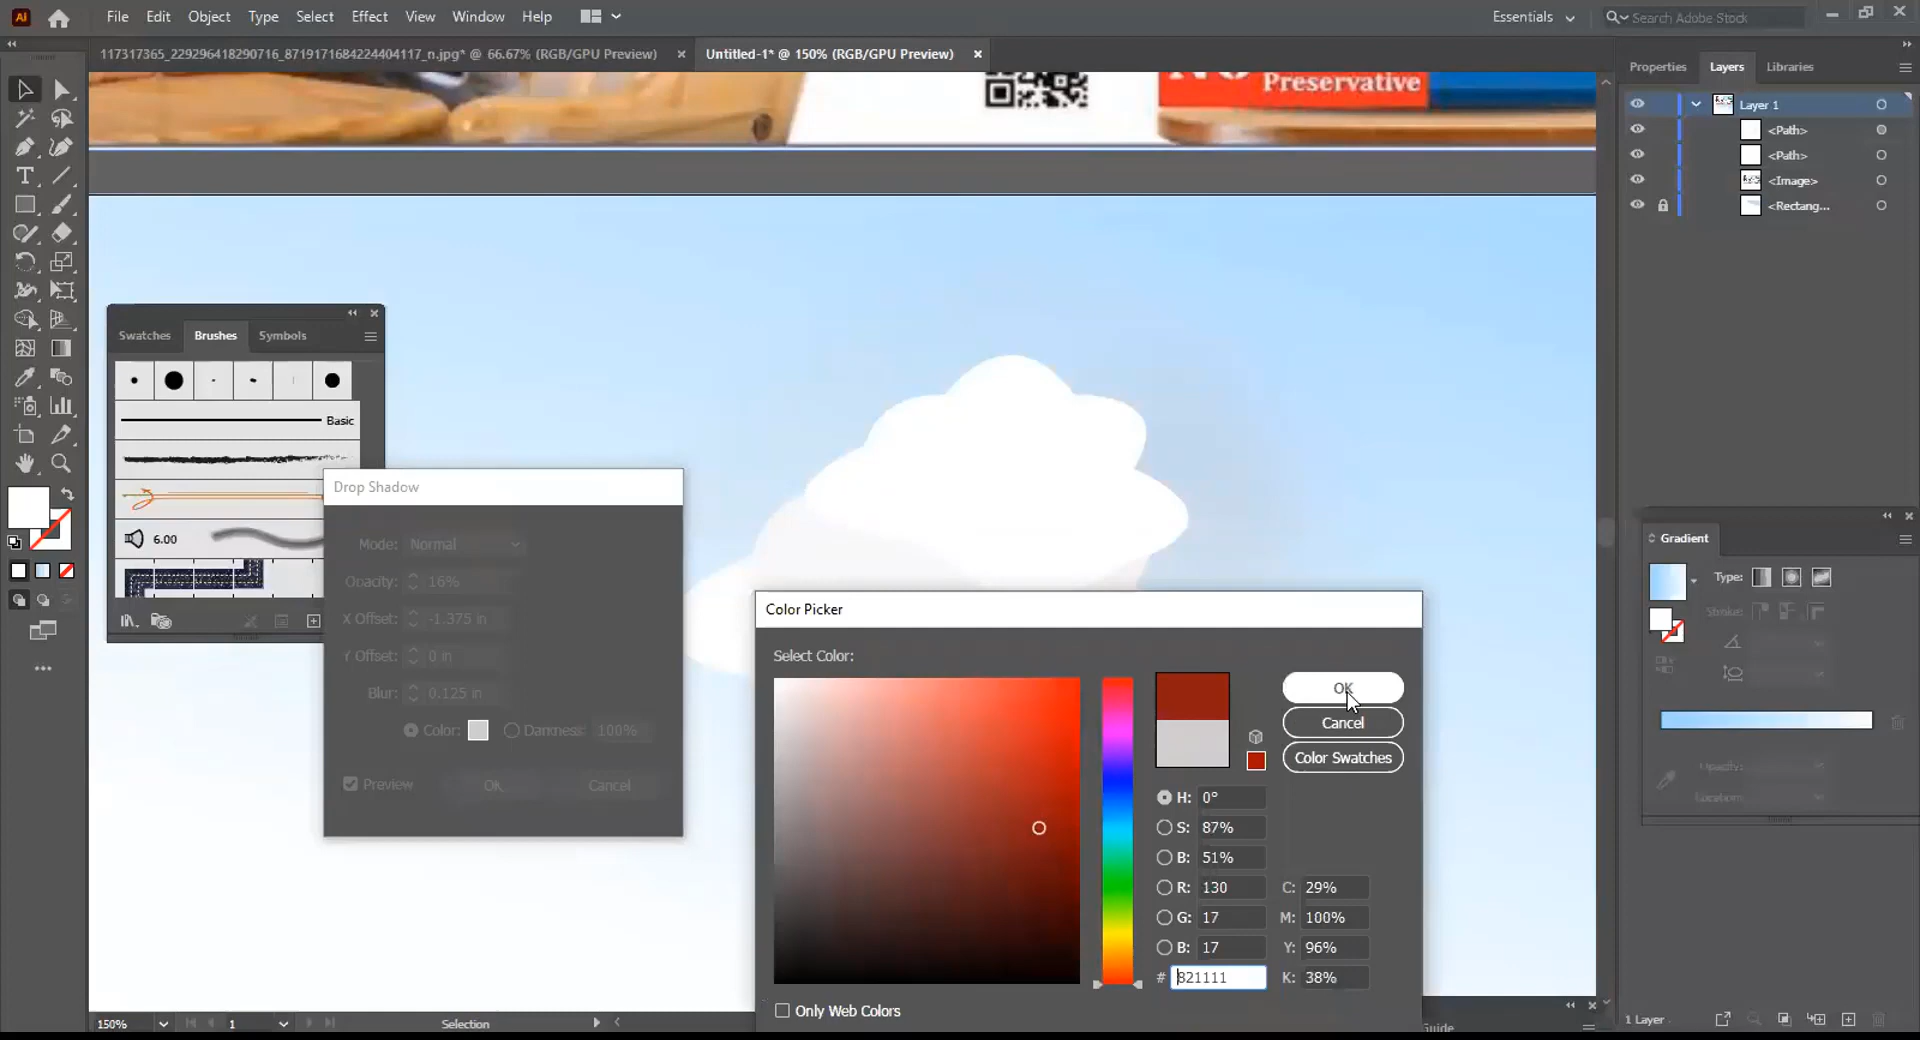 Ai File Edit Object Type Select Effect View Window Help Essentials Search Adobe Stock
117317365_229296418290716_8719171684224404117_n.jpg* @ 66.67% (RGB/GPU Preview) × Untitled-1* @ 150% (RGB/GPU Preview) ×
Properties Layers Libraries
Preservative
Layer 1
<Path>
<Path>
<Image>
<Rectang...
Swatches Brushes Symbols
Basic
6.00
Drop Shadow
Mode: Normal
Opacity: 16%
X Offset: -1.375 in
Y Offset: 0 in
Blur: 0.125 in
Color: Darkness: 100%
Preview OK Cancel
Color Picker
Select Color:
OK
Cancel
Color Swatches
H: 0°
S: 87%
B: 51%
R: 130 C: 29%
G: 17 M: 100%
B: 17 Y: 96%
# 821111 K: 38%
Only Web Colors
Gradient
Type:
Stroke:
Opacity:
Location:
150% 1 Selection
Guide
1 Layer